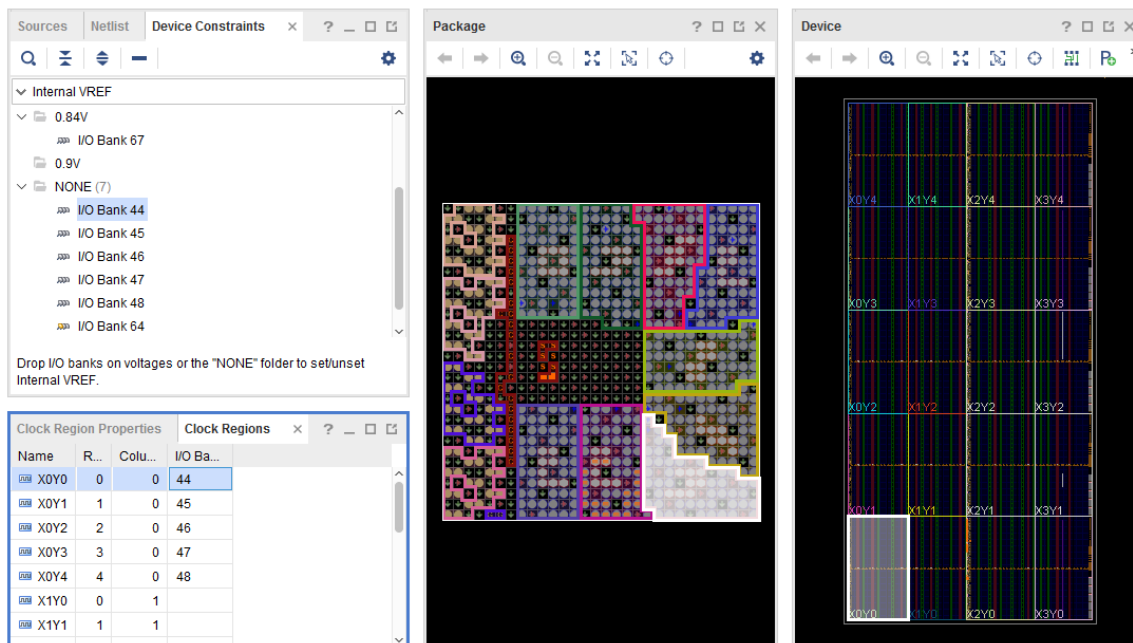 Sources Netlist Device Constraints
Internal VREF
0.84V
I/O Bank 67
0.9V
NONE (7)
I/O Bank 44
I/O Bank 45
I/O Bank 46
I/O Bank 47
I/O Bank 48
I/O Bank 64
Drop I/O banks on voltages or the "NONE" folder to set/unset
Internal VREF.
Clock Region Properties Clock Regions
Name R... Colu... I/O Ba...
X0Y0 0 0 44
X0Y1 1 0 45
X0Y2 2 0 46
X0Y3 3 0 47
X0Y4 4 0 48
X1Y0 0 1
X1Y1 1 1
Package
Device
X0Y4 X1Y4 X2Y4 X3Y4
X0Y3 X1Y3 X2Y3 X3Y3
X0Y2 X1Y2 X2Y2 X3Y2
X0Y1 X1Y1 X2Y1 X3Y1
X0Y0 X1Y0 X2Y0 X3Y0